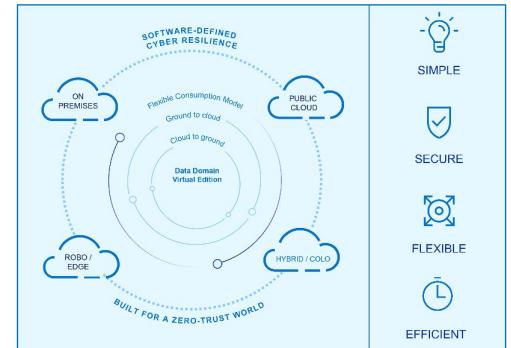 SOFTWARE-DEFINED
CYBER RESILIENCE
ON
PREMISES
PUBLIC
CLOUD
Flexible Consumption Model
Ground to cloud
Cloud to ground
Data Domain
Virtual Edition
ROBO /
EDGE
HYBRID / COLO
BUILT FOR A ZERO-TRUST WORLD
SIMPLE
SECURE
FLEXIBLE
EFFICIENT